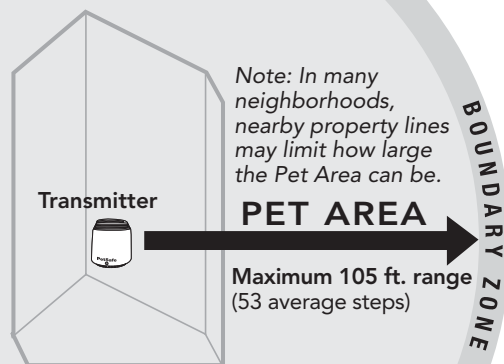 Note: In many
neighborhoods,
nearby property lines
may limit how large
the Pet Area can be.
BOUNDARY ZONE
Transmitter
PetSafe
PET AREA
Maximum 105 ft. range
(53 average steps)